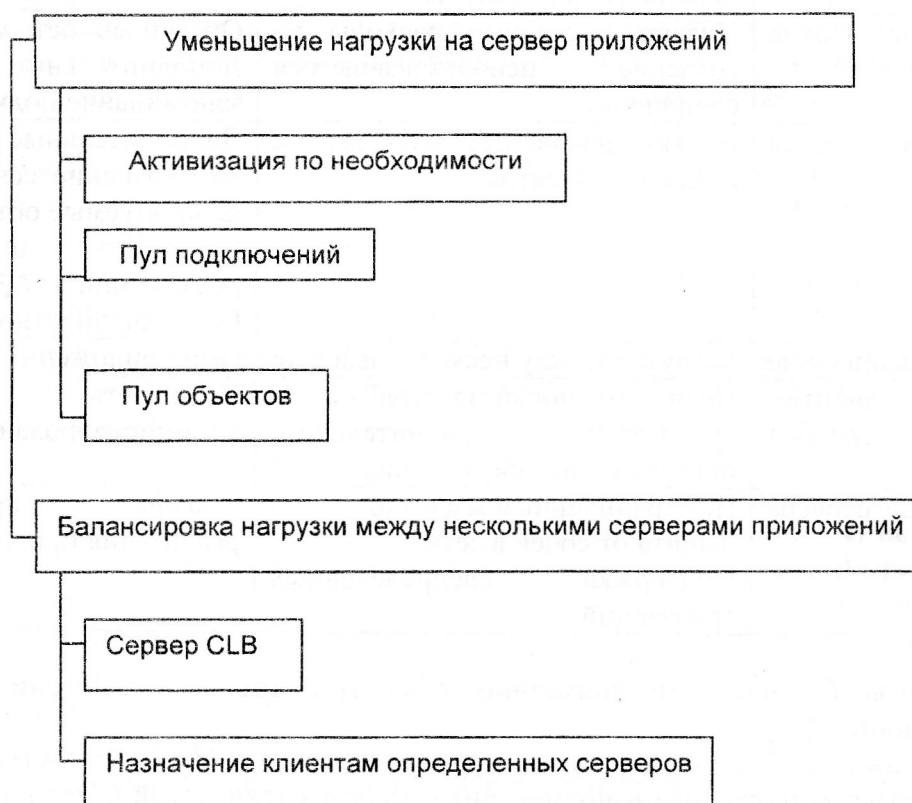 Уменьшение нагрузки на сервер приложений
Активизация по необходимости
Пул подключений
Пул объектов
Балансировка нагрузки между несколькими серверами приложений
Сервер CLB
Назначение клиентам определенных серверов